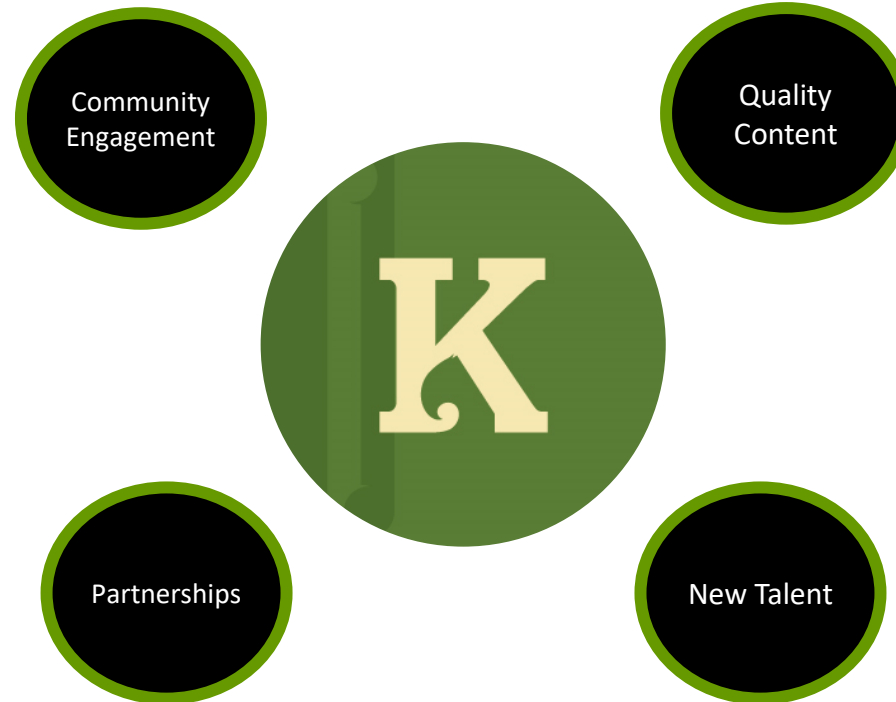 Community
Engagement
Quality
Content
K
Partnerships
New Talent